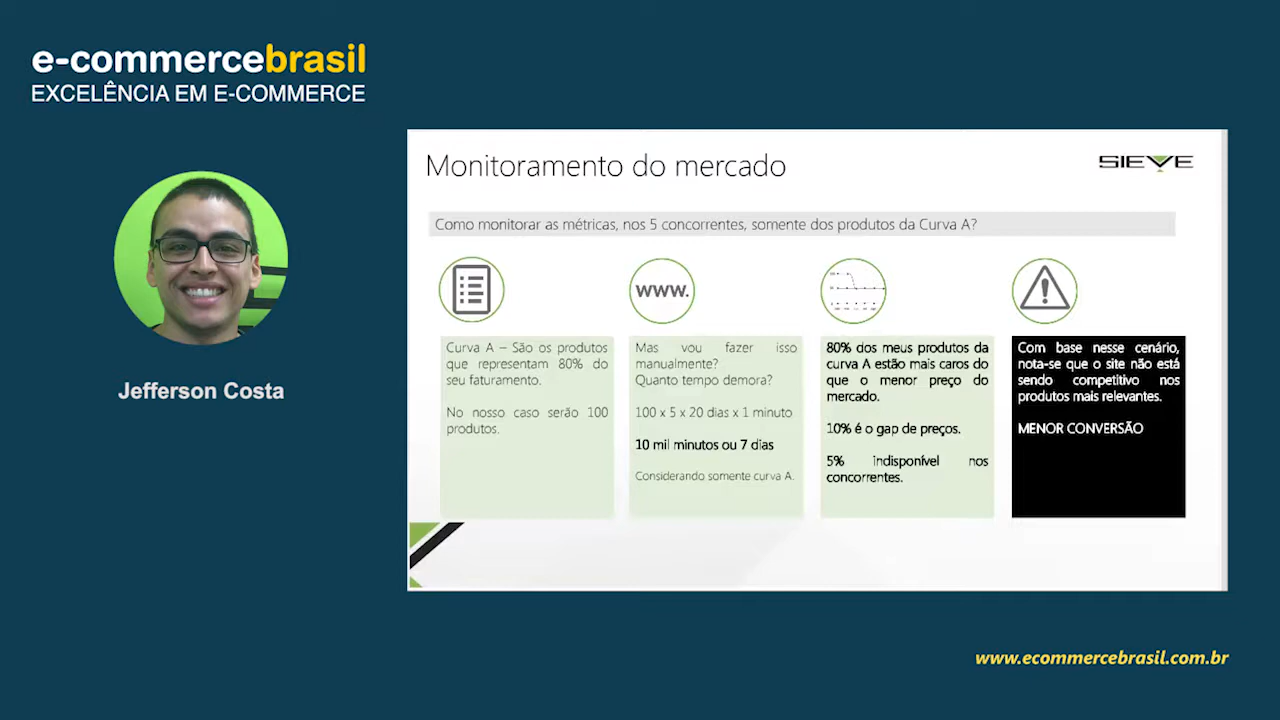 e-commercebrasil
EXCELÊNCIA EM E-COMMERCE
Jefferson Costa
Monitoramento do mercado
SIEVE
Como monitorar as métricas, nos 5 concorrentes, somente dos produtos da Curva A?
Curva A – São os produtos
que representam 80% do
seu faturamento.
No nosso caso serão 100
produtos.
www.
Mas vou fazer isso
manualmente?
Quanto tempo demora?
100 x 5 x 20 dias x 1 minuto
10 mil minutos ou 7 dias
Considerando somente curva A.
80% dos meus produtos da
curva A estão mais caros do
que o menor preço do
mercado.
10% é o gap de preços.
5% indisponível nos
concorrentes.
Com base nesse cenário,
nota-se que o site não está
sendo competitivo nos
produtos mais relevantes.
MENOR CONVERSÃO
www.ecommercebrasil.com.br